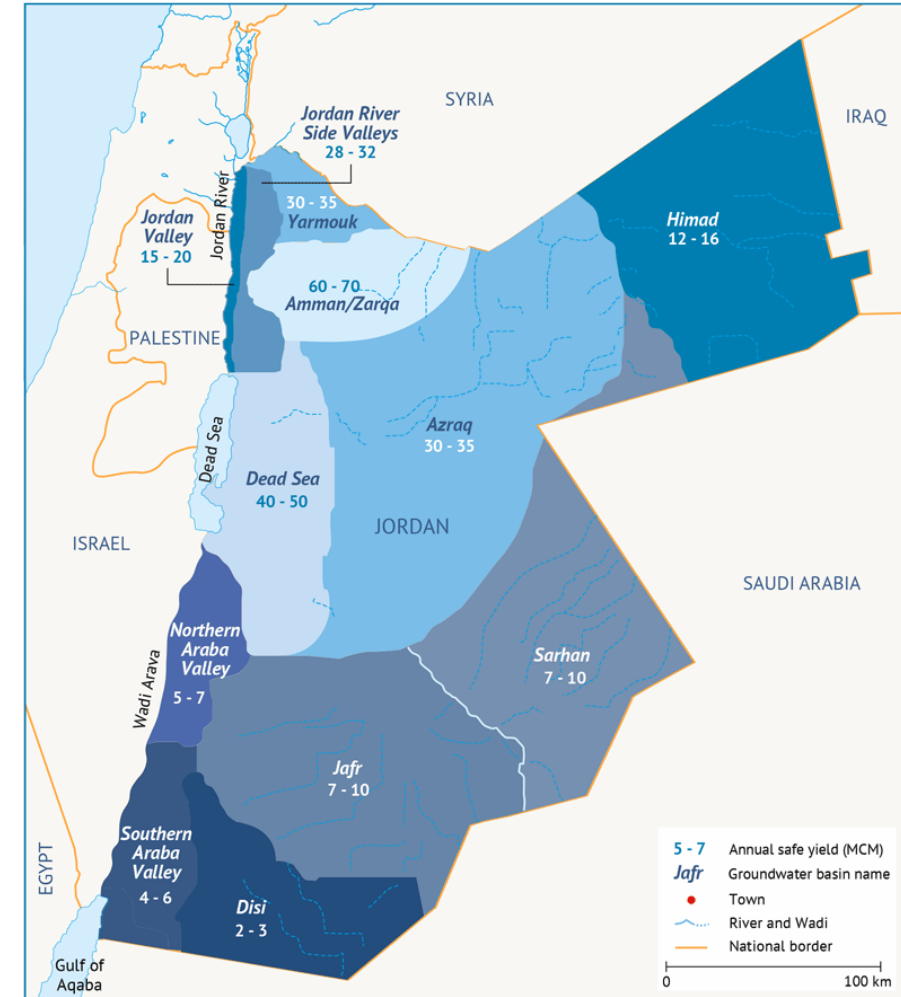 SYRIA
IRAQ
Jordan River
Side Valleys
28 - 32
30 - 35
Yarmouk
Jordan River
Jordan
Valley
15 - 20
Himad
12 - 16
60 - 70
Amman/Zarqa
PALESTINE
Azraq
30 - 35
Dead Sea
Dead Sea
40 - 50
JORDAN
ISRAEL
SAUDI ARABIA
Northern
Araba
Valley
5 - 7
Wadi Arava
Sarhan
7 - 10
Jafr
7 - 10
Southern
Araba
Valley
4 - 6
EGYPT
Disi
2 - 3
Gulf of
Aqaba
5 - 7 Annual safe yield (MCM)
Jafr Groundwater basin name
Town
River and Wadi
National border
0 100 km